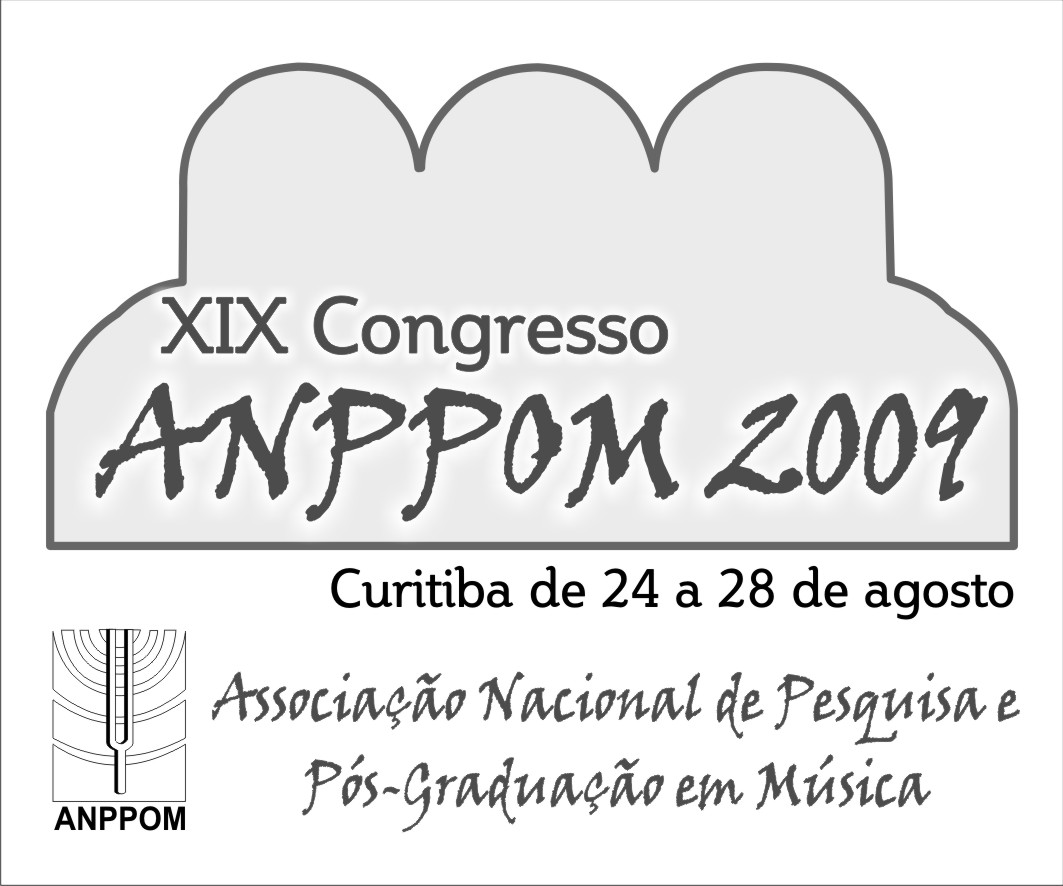 XIX Congresso
ANPPOM 2009
Curitiba de 24 a 28 de agosto
Associação Nacional de Pesquisa e
Pós-Graduação em Música
ANPPOM